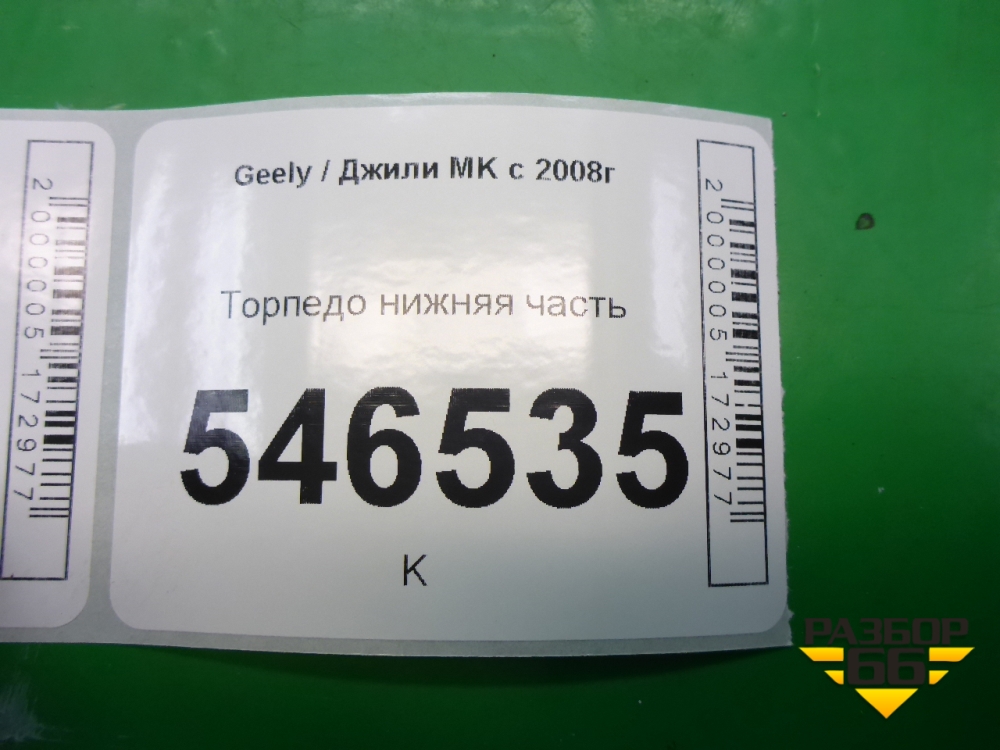 2000005172977
Geely / Джили МК с 2008г
Торпедо нижняя часть
546535
К
2000005172977
РАЗБОР
66